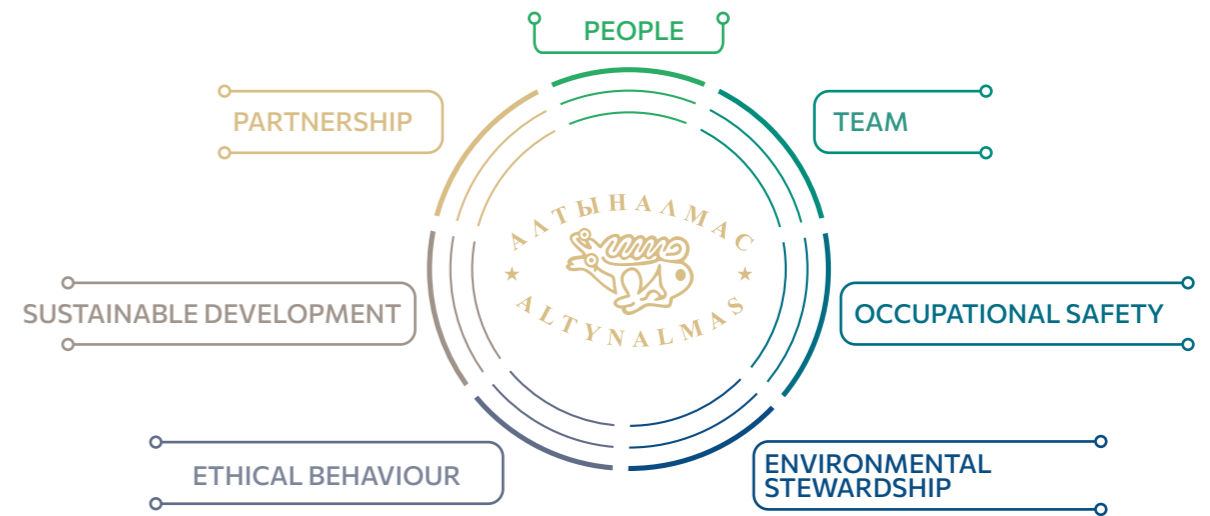 PEOPLE
PARTNERSHIP
TEAM
АЛТЫНАЛМАС
ALTYNALMAS
SUSTAINABLE DEVELOPMENT
OCCUPATIONAL SAFETY
ETHICAL BEHAVIOUR
ENVIRONMENTAL
STEWARDSHIP